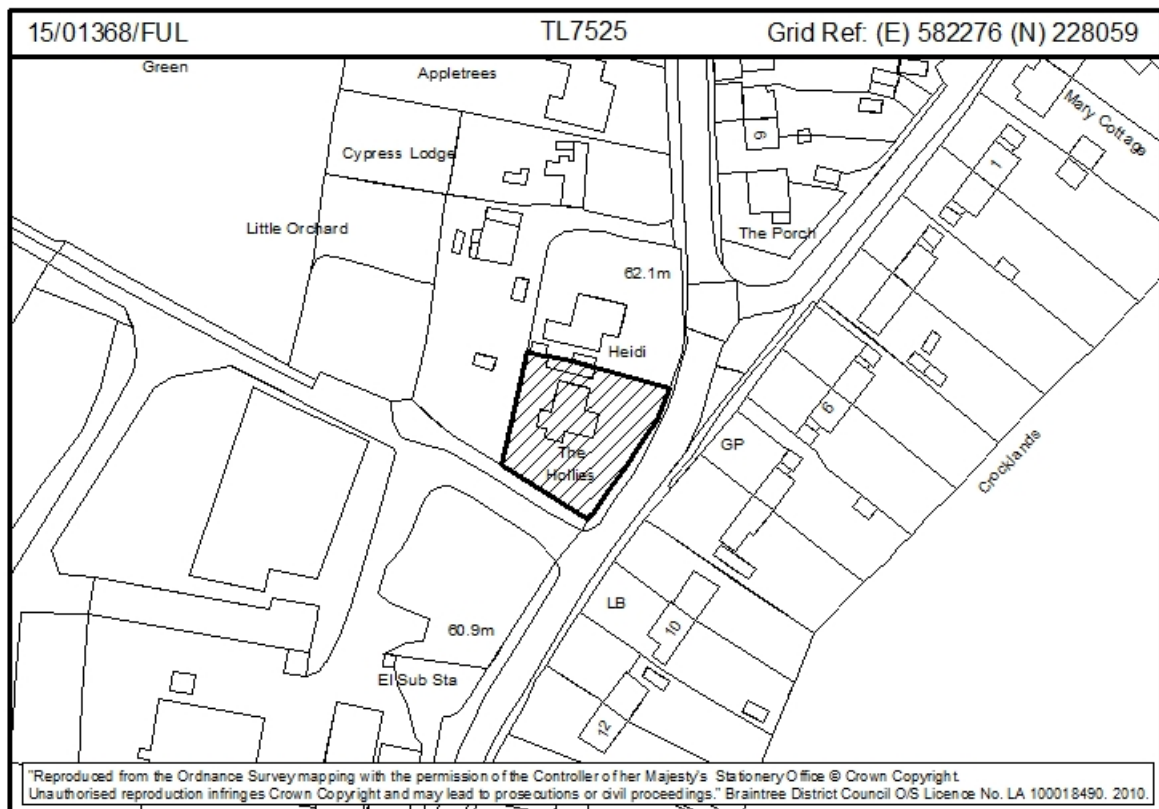 15/01368/FUL TL7525 Grid Ref: (E) 582276 (N) 228059
Green
Appletrees
Mary Cottage
9
1
Cypress Lodge
Little Orchard
The Porch
7
62.1m
Heidi
6
GP
The
Hollies
Crocklands
LB
10
60.9m
El Sub Sta
12
"Reproduced from the Ordnance Survey mapping with the permission of the Controller of her Majesty's Stationery Office © Crown Copyright.
Unauthorised reproduction infringes Crown Copyright and may lead to prosecutions or civil proceedings." Braintree District Council O/S Licence No. LA 100018490. 2010.